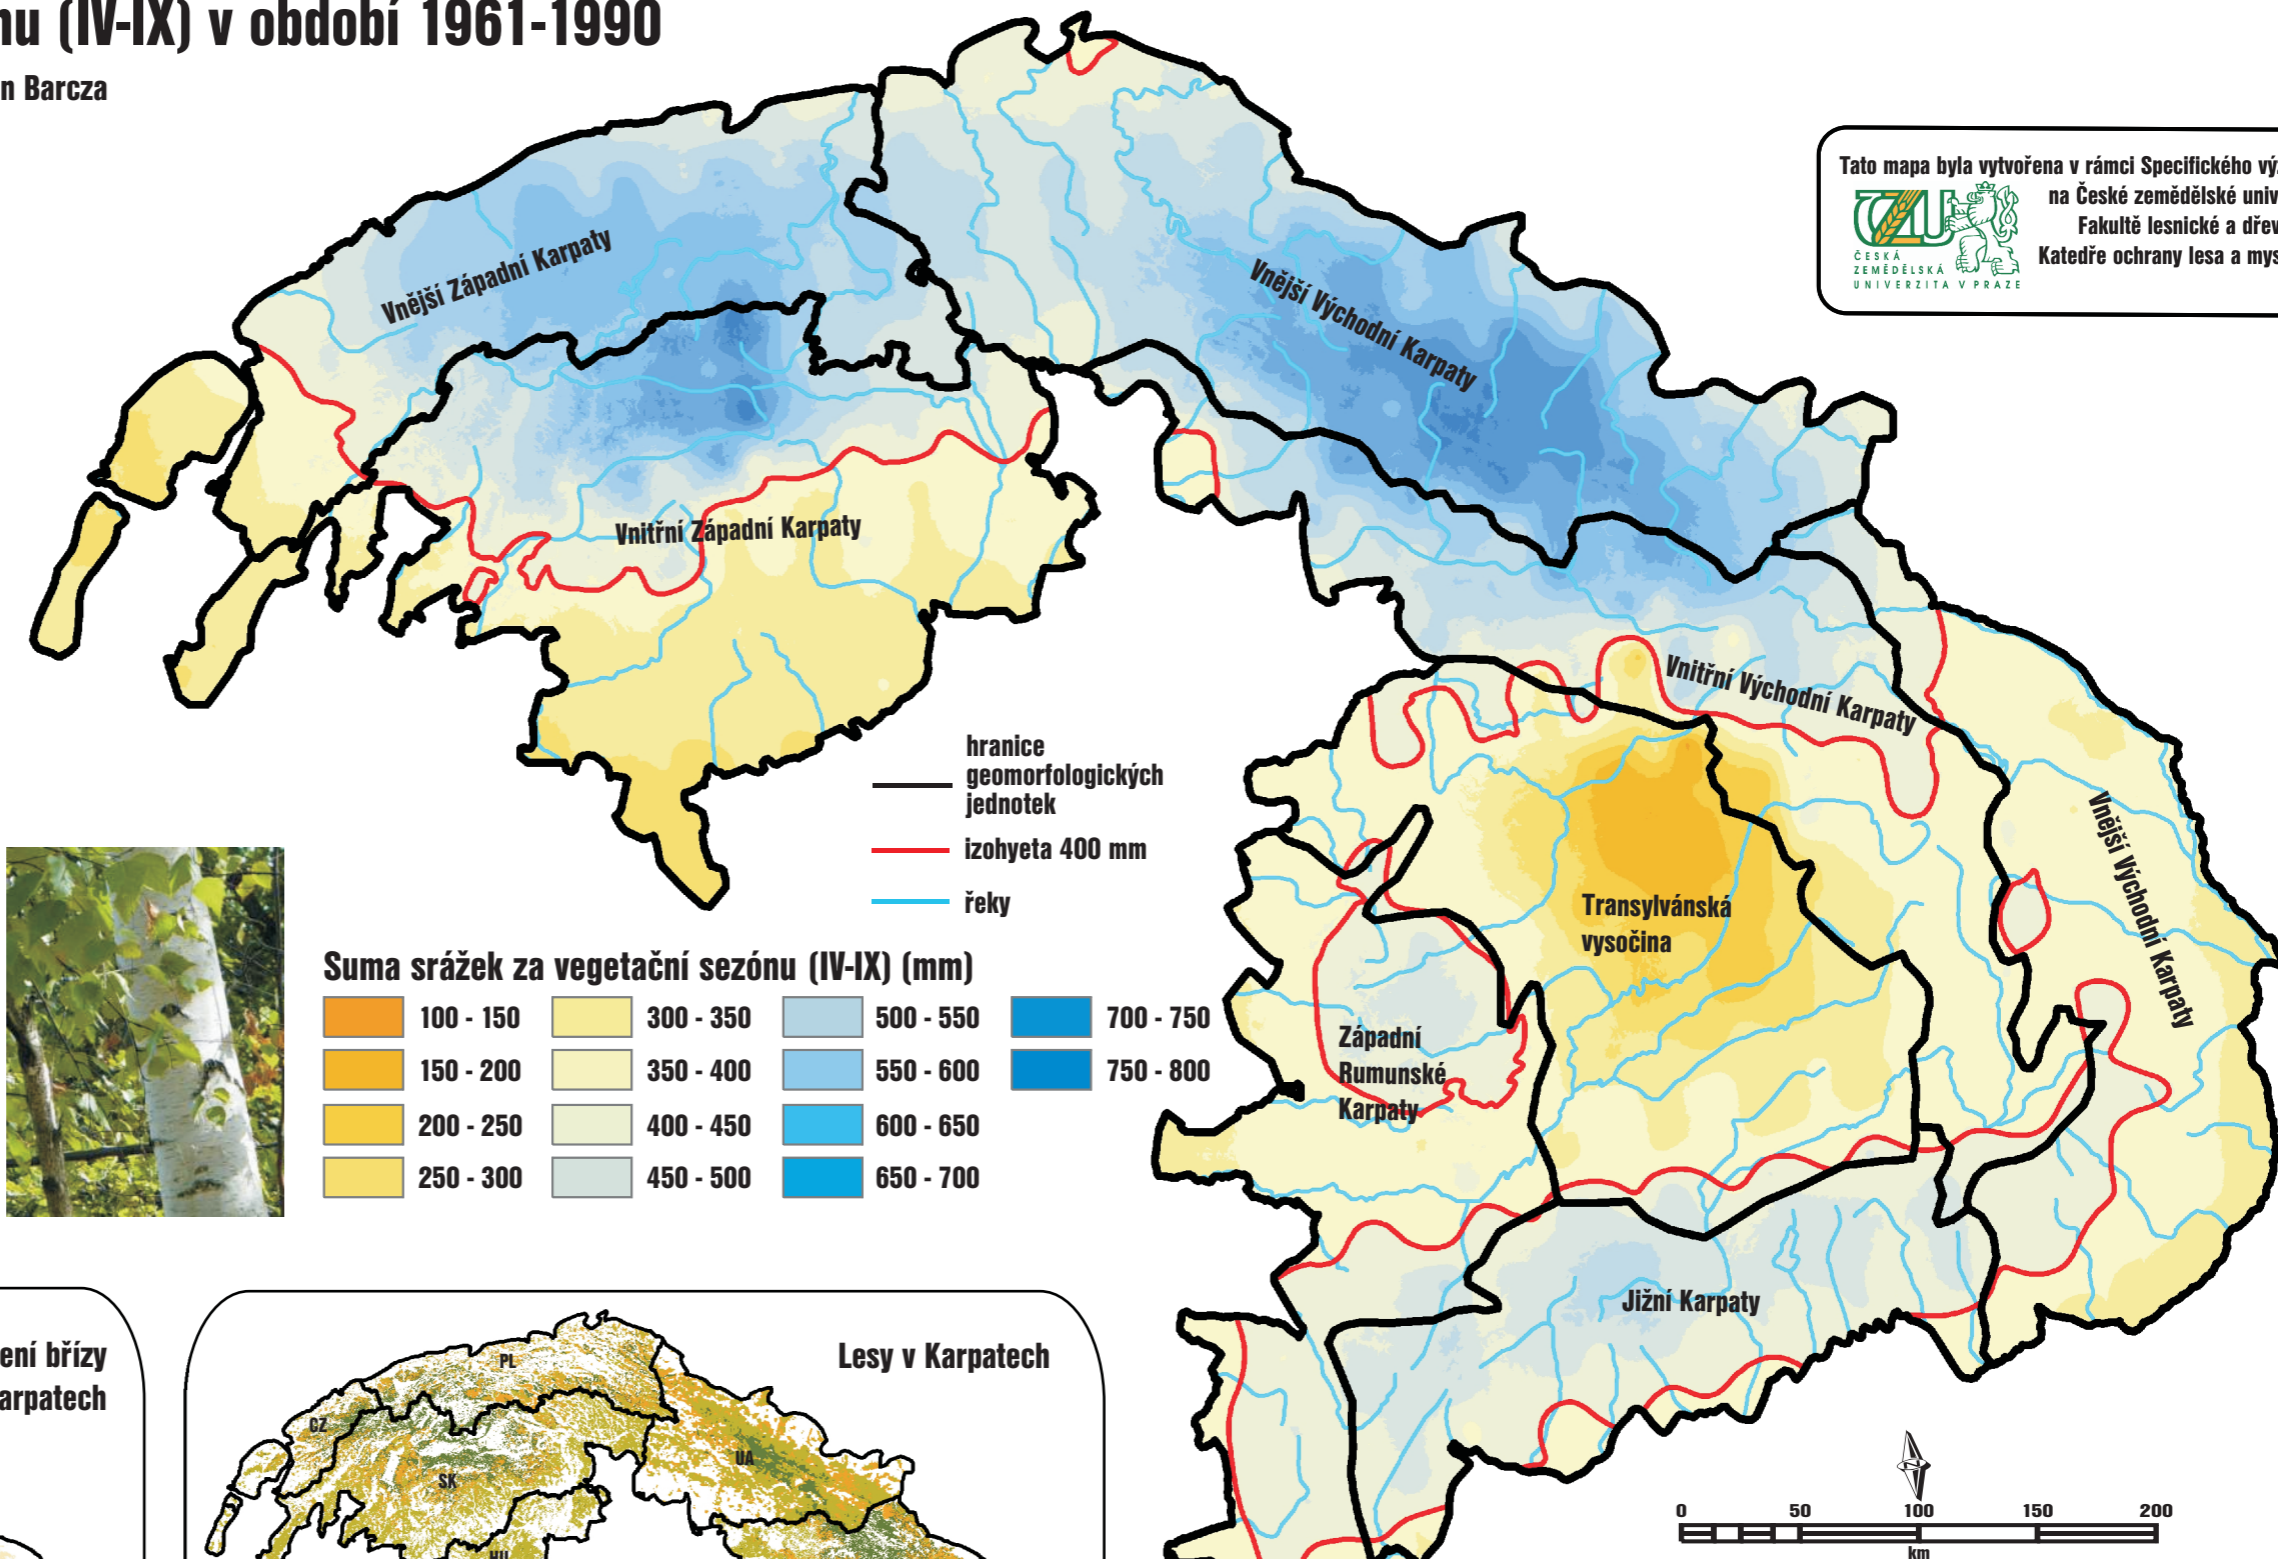 nu (IV-IX) v období 1961-1990
n Barcza
Tato mapa byla vytvořena v rámci Specifického
na České zemědělské
Fakultě lesnické a
Katedře ochrany lesa a
ČZU
ČESKÁ
ZEMĚDĚLSKÁ
UNIVERZITA V PRAZE
Vnější Západní Karpaty
Vnější Východní Karpaty
Vnitřní Západní Karpaty
Vnitřní Východní Karpaty
Vnější Východní Karpaty
Transylvánská
vysočina
Západní
Rumunské
Karpaty
Jižní Karpaty
hranice
geomorfologických
jednotek
izohyeta 400 mm
řeky
Suma srážek za vegetační sezónu (IV-IX) (mm)
100 - 150
150 - 200
200 - 250
250 - 300
300 - 350
350 - 400
400 - 450
450 - 500
500 - 550
550 - 600
600 - 650
650 - 700
700 - 750
750 - 800
ení břízy
arpatech
Lesy v Karpatech
PL
CZ
SK
UA
HU
N
0 50 100 150 200
km